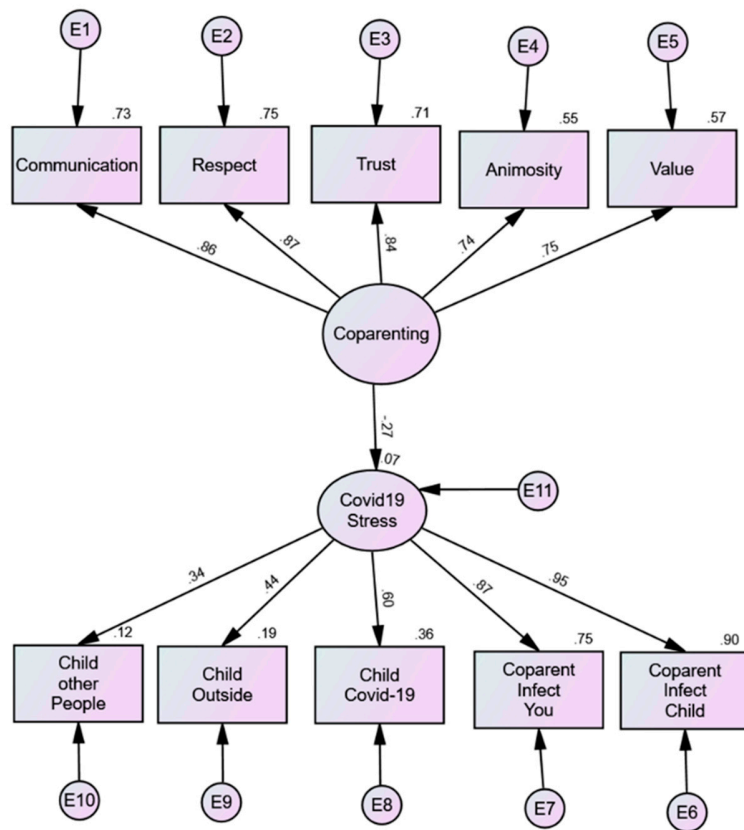 E1
E2
E3
E4
E5
.73
.75
.71
.55
.57
Communication
Respect
Trust
Animosity
Value
.86
.87
.84
.74
.75
Coparenting
-.27
.07
Covid19
Stress
E11
.34
.44
.60
.87
.95
.12
.19
.36
.75
.90
Child
other
People
Child
Outside
Child
Covid-19
Coparent
Infect
You
Coparent
Infect
Child
E10
E9
E8
E7
E6